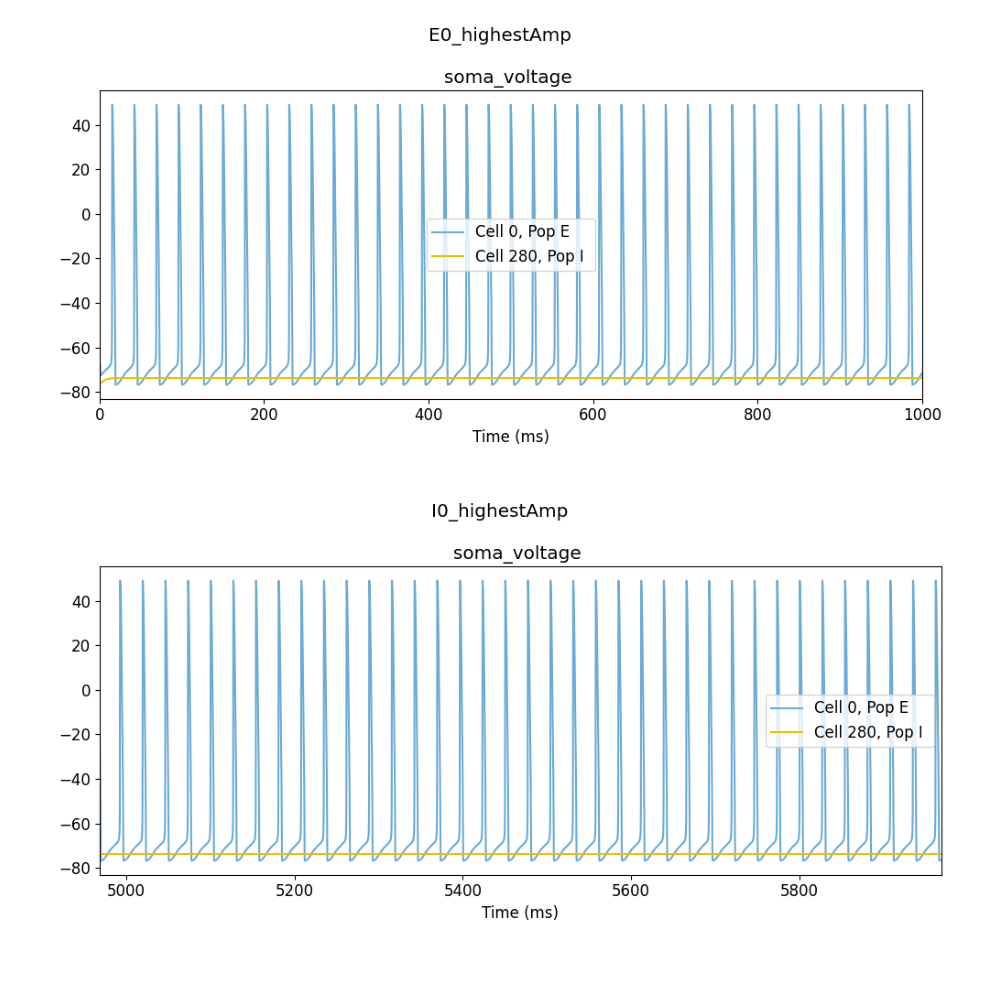 E0_highestAmp
soma_voltage
40
20
0
−20
−40
−60
−80
Cell 0, Pop E
Cell 280, Pop I
0 200 400 600 800 1000
Time (ms)
I0_highestAmp
soma_voltage
40
20
0
−20
−40
−60
−80
Cell 0, Pop E
Cell 280, Pop I
5000 5200 5400 5600 5800
Time (ms)